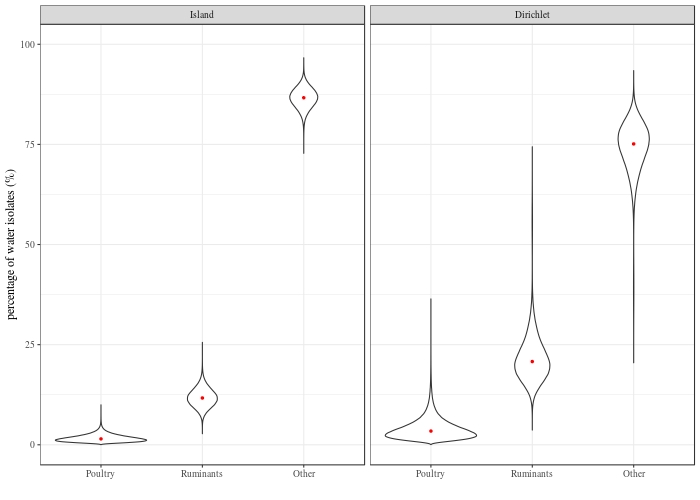 Island
Dirichlet
percentage of water isolates (%)
100
75
50
25
0
Poultry
Ruminants
Other
Poultry
Ruminants
Other